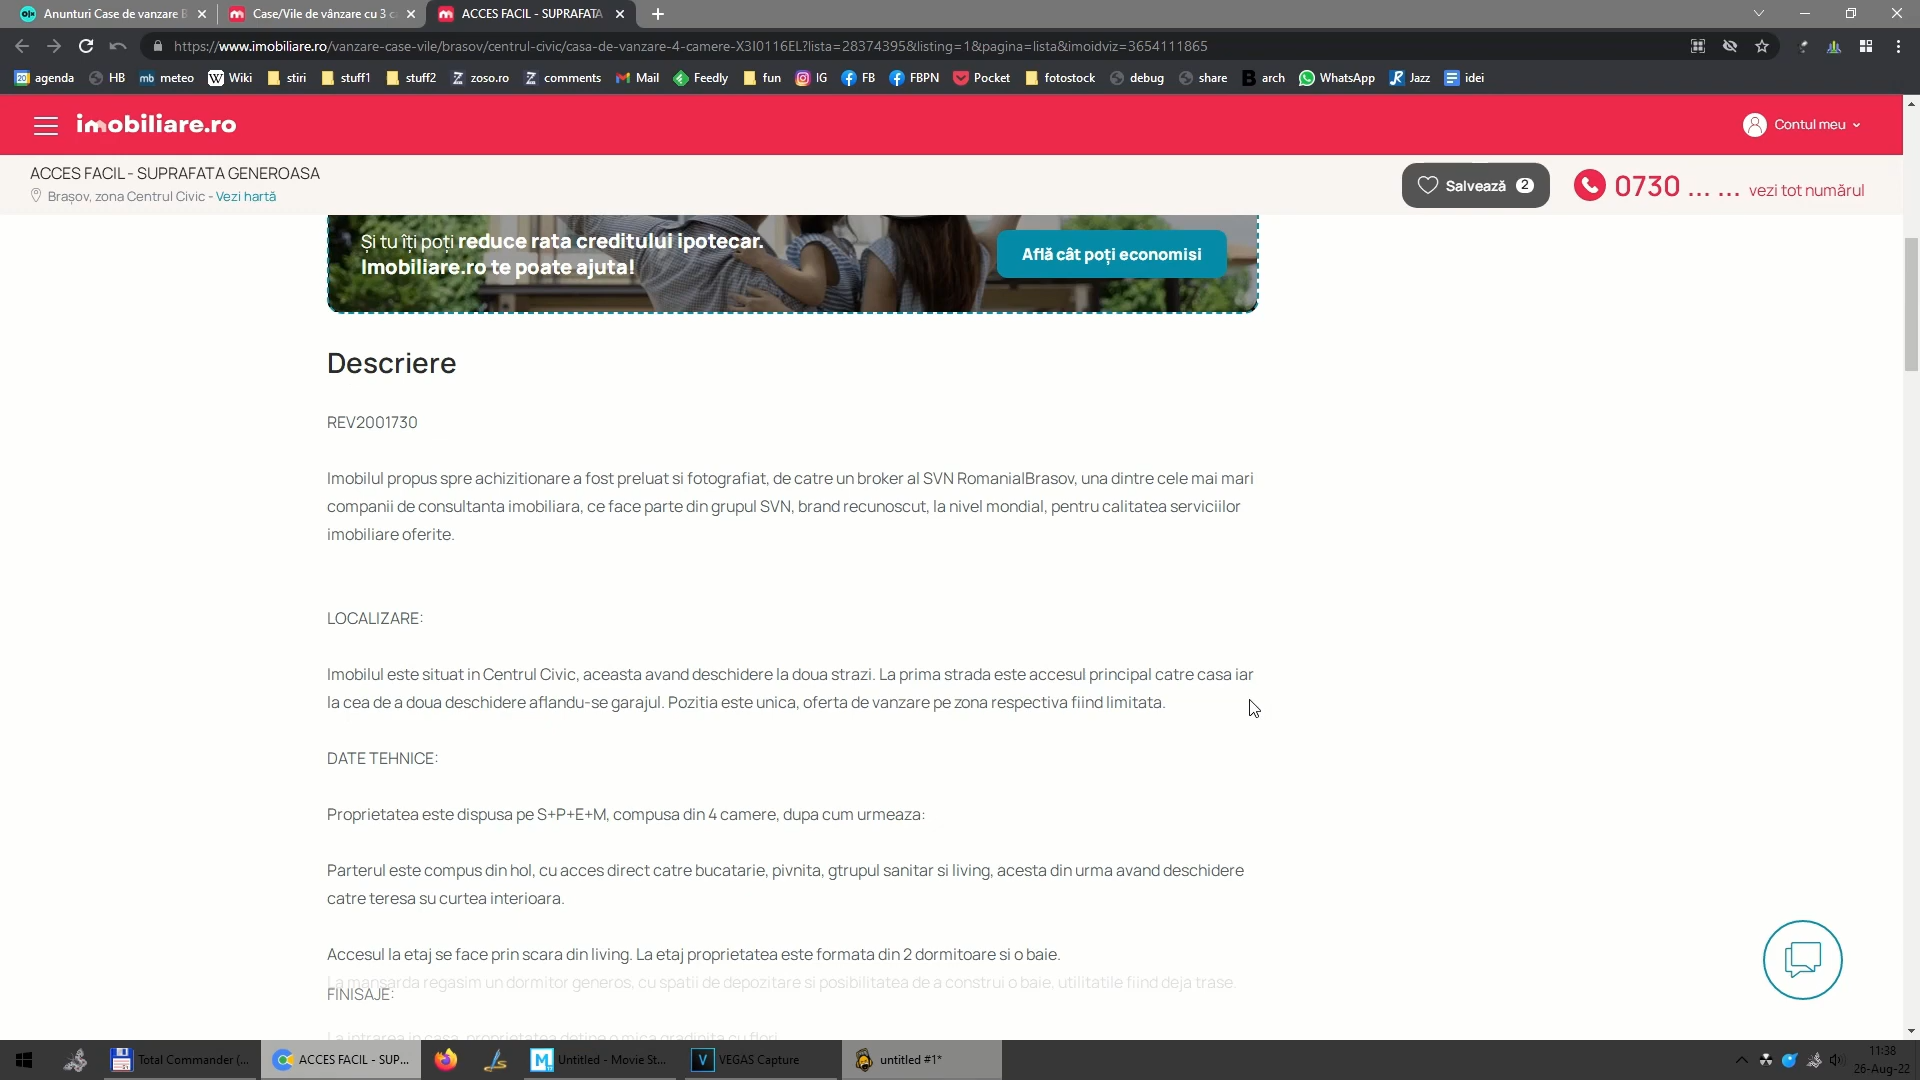 Anunturi Case de vanzare B
Case/Vile de vânzare cu 3 c
ACCES FACIL - SUPRAFATA
https://www.imobiliare.ro/vanzare-case-vile/brasov/centrul-civic/casa-de-vanzare-4-camere-X3I0116EL?lista=28374395&listing=1&pagina=lista&imoidviz=3654111865
agenda HB mb meteo W Wiki stiri stuff1 stuff2 Z zoso.ro Z comments Mail Feedly fun IG FB FBPN Pocket fotostock debug share B arch WhatsApp Jazz idei
imobiliare.ro
Contul meu
ACCES FACIL - SUPRAFATA GENEROASA
Brașov, zona Centrul Civic - Vezi hartă
Salvează 2
0730 ... ... vezi tot numărul
Și tu îți poți reduce rata creditului ipotecar.
Imobiliare.ro te poate ajuta!
Află cât poți economisi
Descriere
REV2001730
Imobilul propus spre achizitionare a fost preluat si fotografiat, de catre un broker al SVN RomanialBrasov, una dintre cele mai mari
companii de consultanta imobiliara, ce face parte din grupul SVN, brand recunoscut, la nivel mondial, pentru calitatea serviciilor
imobiliare oferite.
LOCALIZARE:
Imobilul este situat in Centrul Civic, aceasta avand deschidere la doua strazi. La prima strada este accesul principal catre casa iar
la cea de a doua deschidere aflandu-se garajul. Pozitia este unica, oferta de vanzare pe zona respectiva fiind limitata.
DATE TEHNICE:
Proprietatea este dispusa pe S+P+E+M, compusa din 4 camere, dupa cum urmeaza:
Parterul este compus din hol, cu acces direct catre bucatarie, pivnita, gtrupul sanitar si living, acesta din urma avand deschidere
catre teresa su curtea interioara.
Accesul la etaj se face prin scara din living. La etaj proprietatea este formata din 2 dormitoare si o baie.
La mansarda regasim un dormitor generos, cu spatii de depozitare si posibilitatea de a construi o baie, utilitatile fiind deja trase.
FINISAJE:
La intrarea in casa, proprietatea detine o mica gradinita cu flori
Total Commander (...
ACCES FACIL - SUP...
Untitled - Movie St...
VEGAS Capture
untitled #1*
11:38
26-Aug-22